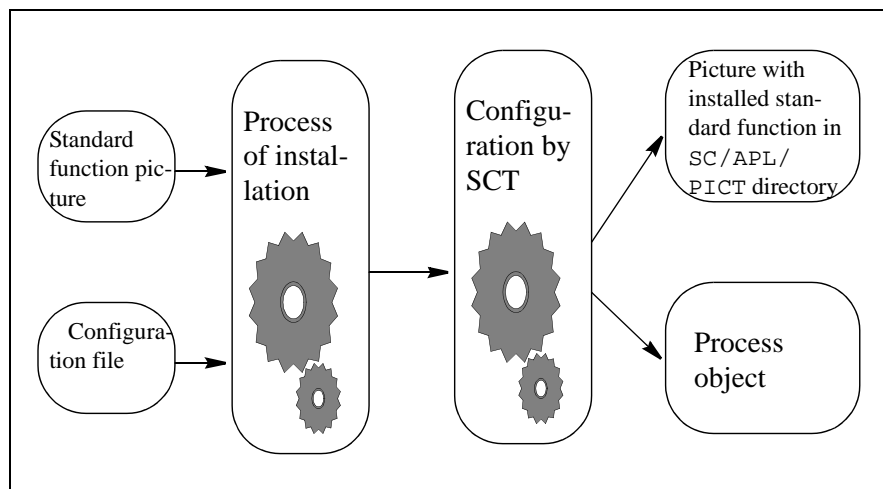 Standard
function pic-
ture
Configura-
tion file
Process
of instal-
lation
Configu-
ration by
SCT
Picture with
installed stan-
dard function in
SC/APL/
PICT directory
Process
object